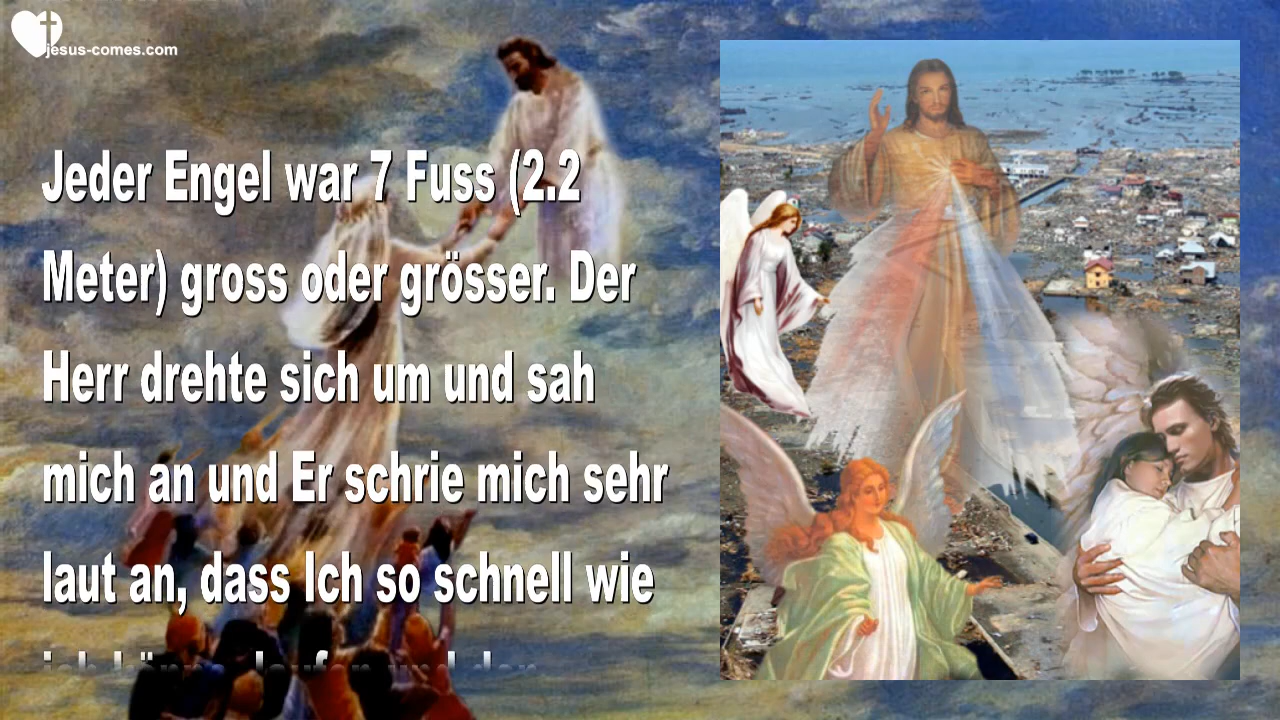 jesus-comes.com
Jeder Engel war 7 Fuss (2.2
Meter) gross oder grösser. Der
Herr drehte sich um und sah
mich an und Er schrie mich sehr
laut an, dass Ich so schnell wie